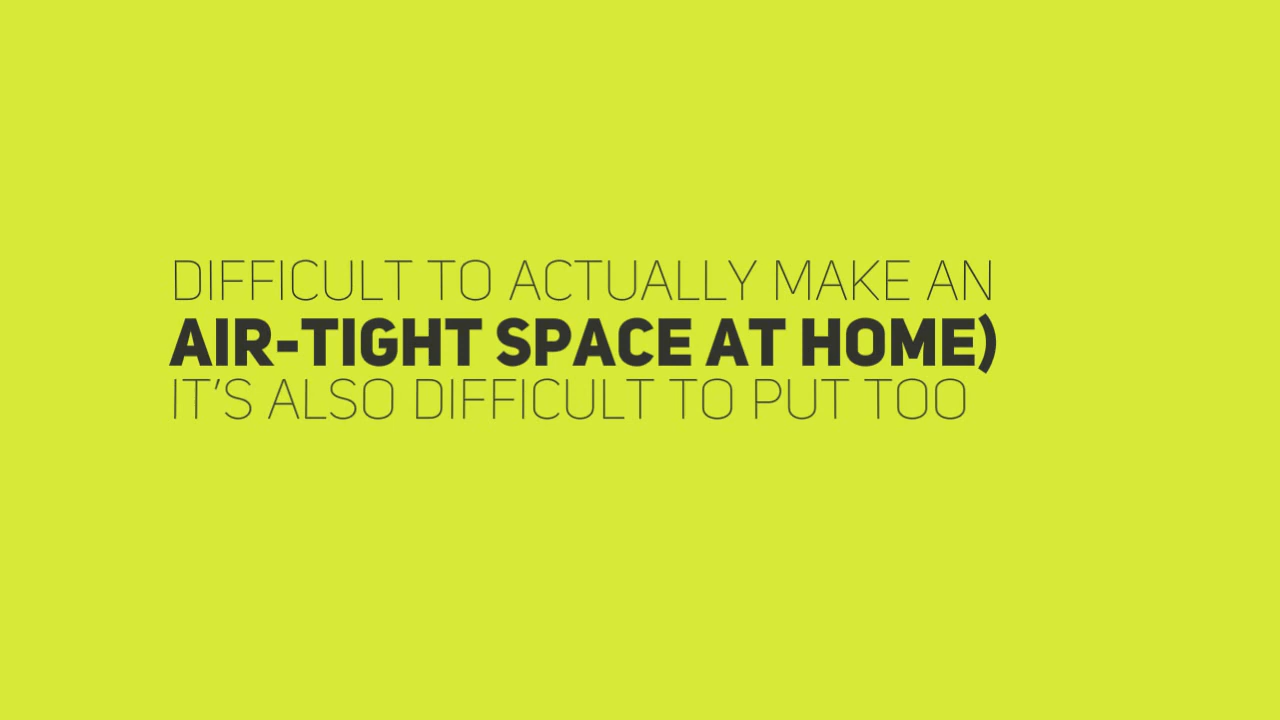 DIFFICULT TO ACTUALLY MAKE AN
AIR-TIGHT SPACE AT HOME)
IT’S ALSO DIFFICULT TO PUT TOO